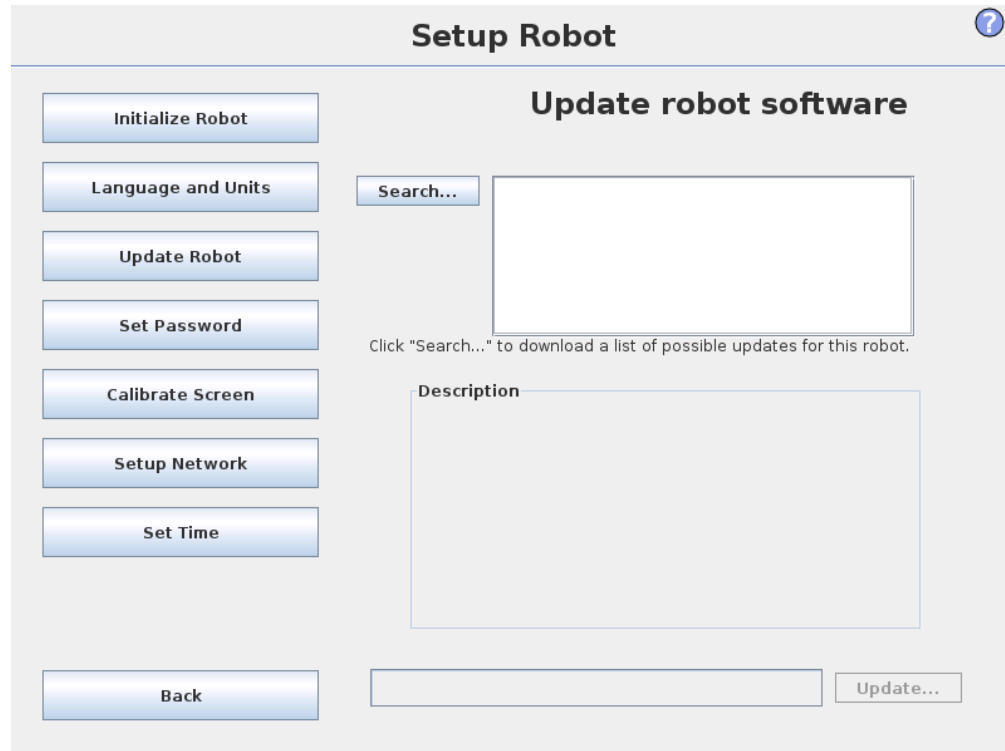 Setup Robot
?
Initialize Robot
Language and Units
Update Robot
Set Password
Calibrate Screen
Setup Network
Set Time
Back
Update robot software
Search...
Click "Search..." to download a list of possible updates for this robot.
Description
Update...